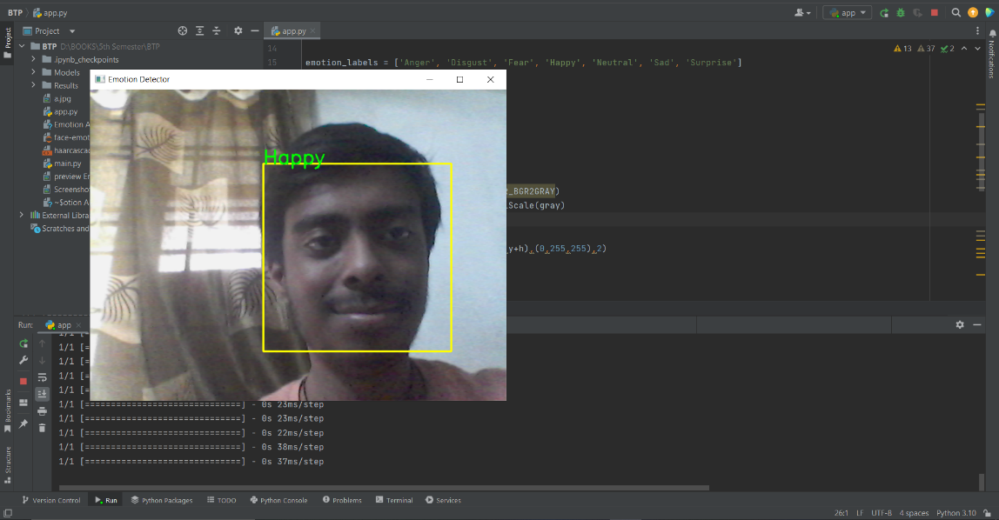 BTP app.py
app
Project
app.py
BTP D:\BOOKS\5th Semester\BTP
.ipynb_checkpoints
Models
Results
a.jpg
app.py
Emotion A
face-emot
haarcascad
main.py
preview Em
Screensho
~$otion A
External Libra
Scratches and
14
15 emotion_labels = ['Anger', 'Disgust', 'Fear', 'Happy', 'Neutral', 'Sad', 'Surprise']
13 37 2
_BGR2GRAY)
Scale(gray)
y+h),(0,255,255),2)
Emotion Detector
Happy
Run: app
1/1 [=
1/1 [=
1/1 [=
1/1 [=
1/1 [=
1/1 [==============================] - 0s 23ms/step
1/1 [==============================] - 0s 23ms/step
1/1 [==============================] - 0s 22ms/step
1/1 [==============================] - 0s 38ms/step
1/1 [==============================] - 0s 37ms/step
Project
Bookmarks
Structure
Notifications
Version Control Run Python Packages TODO Python Console Problems Terminal Services
26:1 LF UTF-8 4 spaces Python 3.10